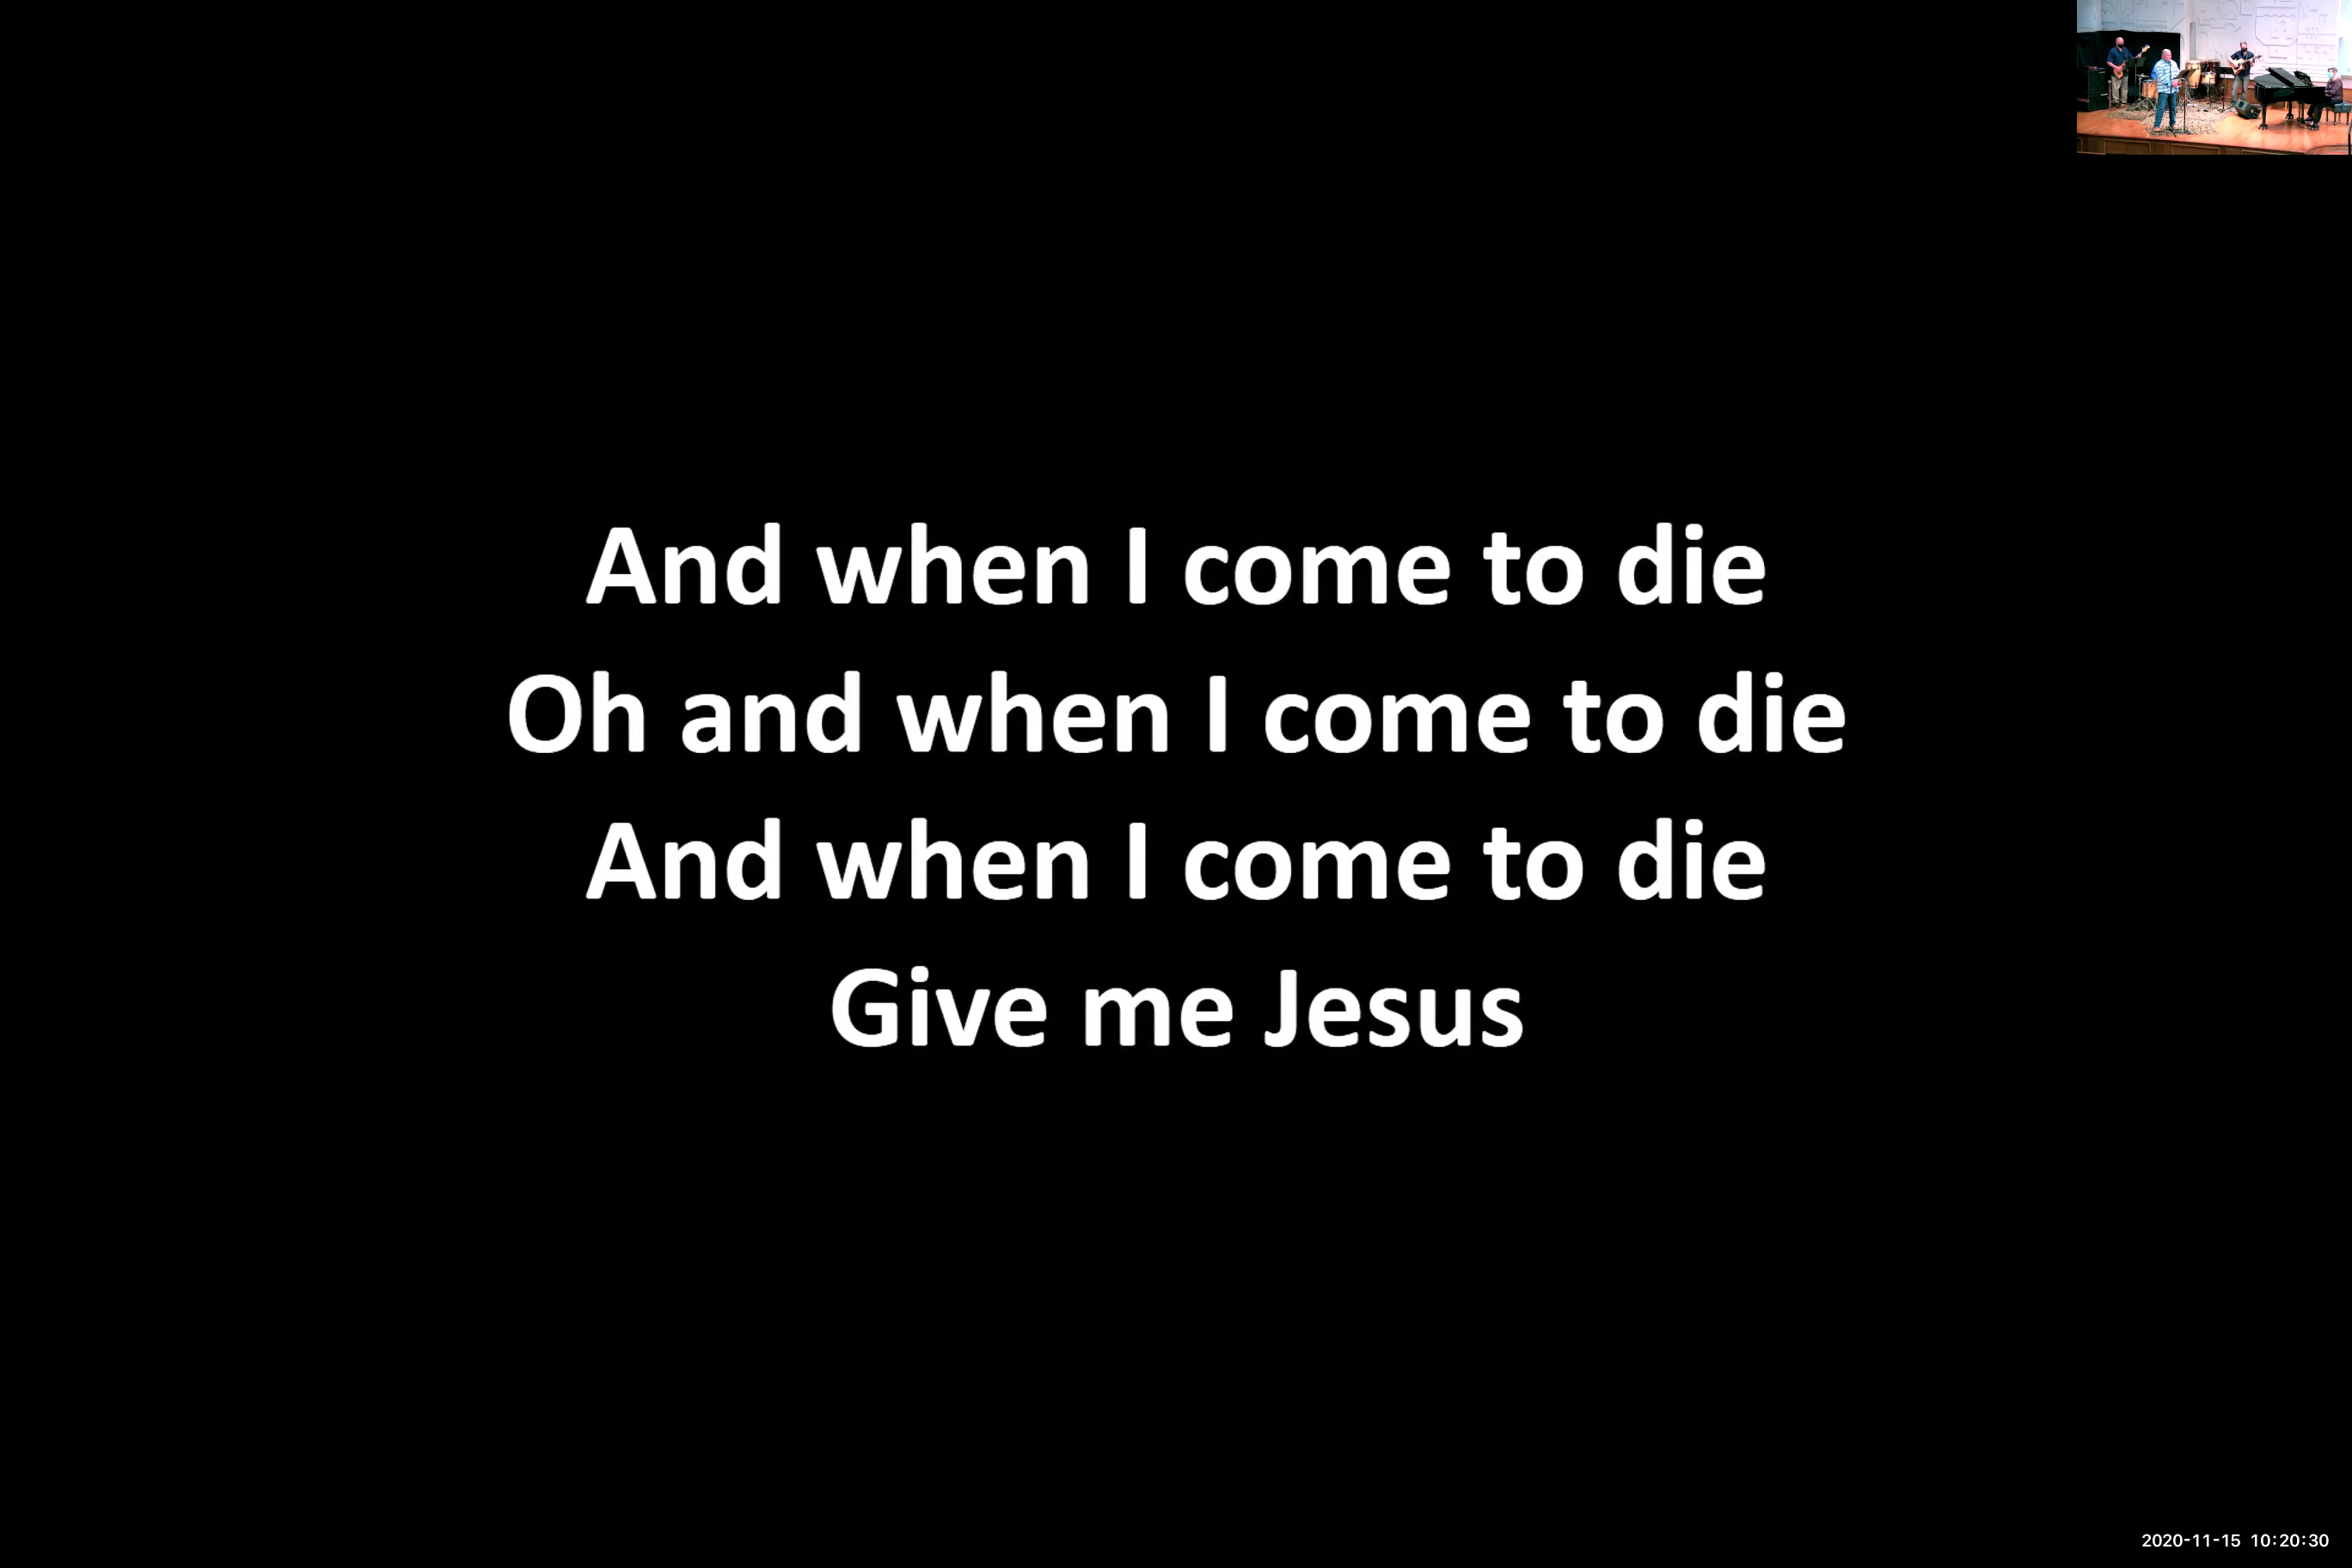 And when I come to die
Oh and when I come to die
And when I come to die
Give me Jesus
2020-11-15 10:20:30